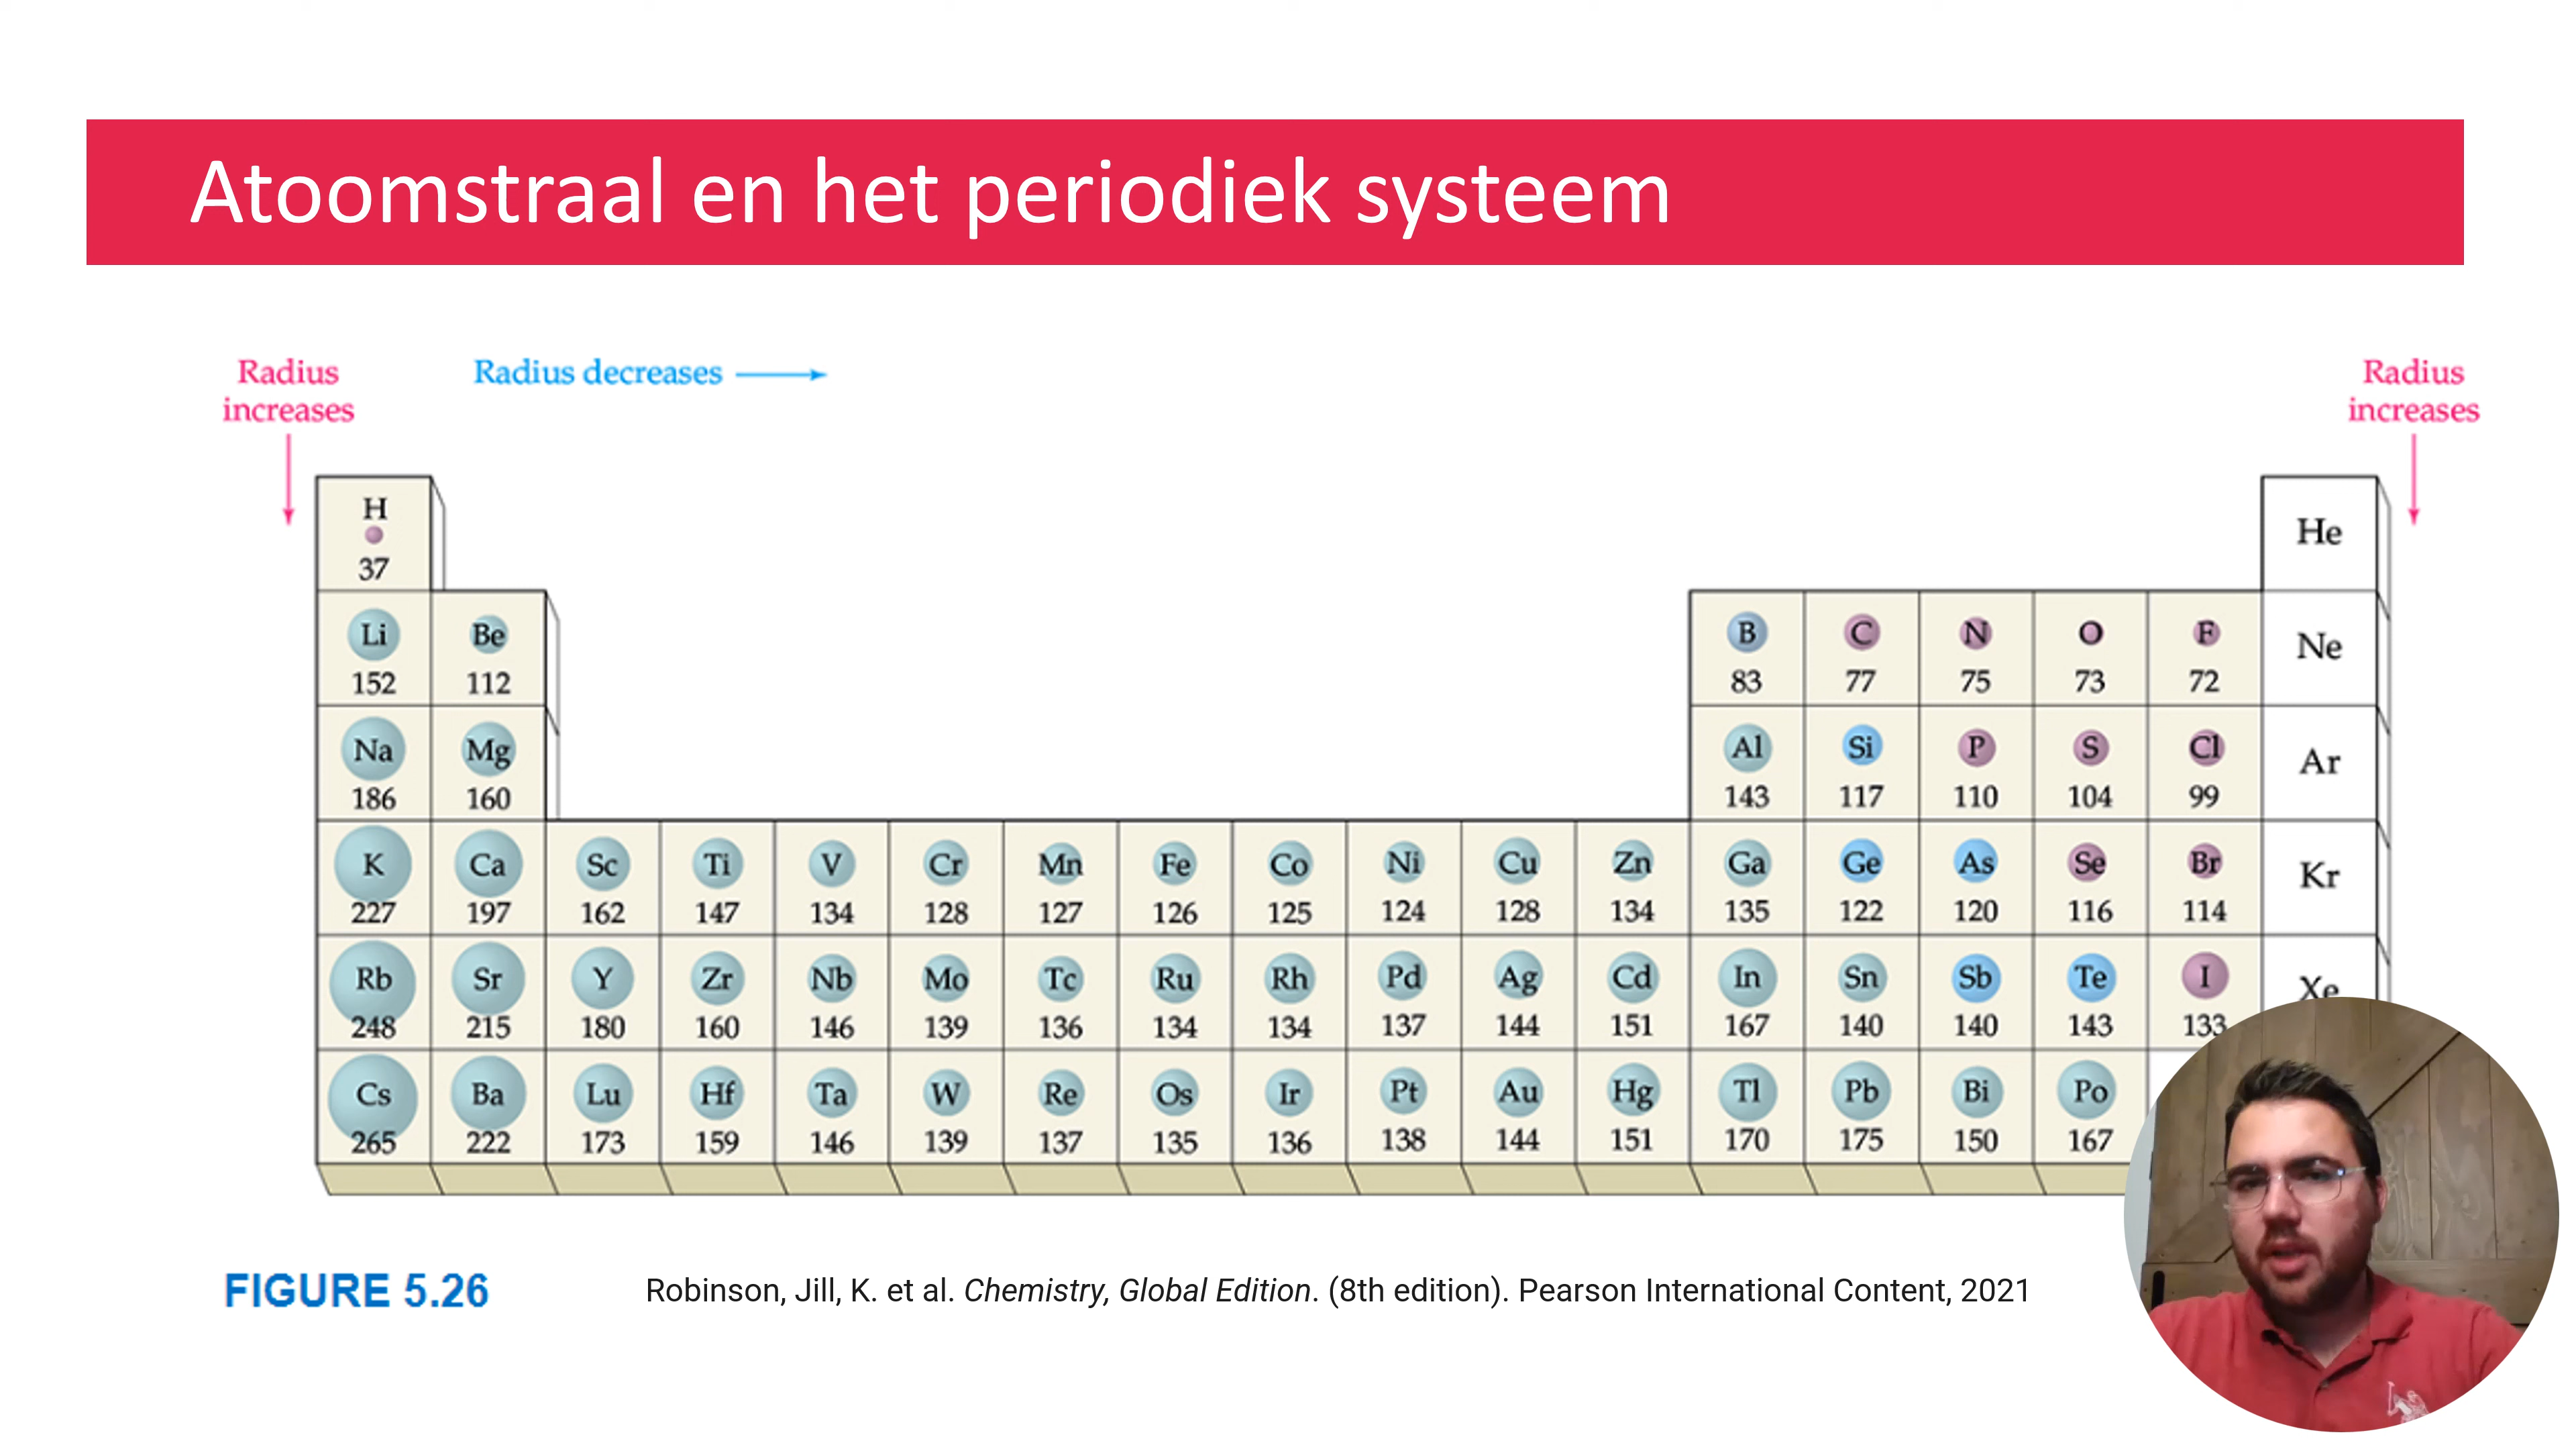 Atoomstraal en het periodiek systeem
Radius increases
Radius decreases
Radius increases
H He
37
Li Be B C N O F Ne
152 112 83 77 75 73 72
Na Mg Al Si P S Cl Ar
186 160 143 117 110 104 99
K Ca Sc Ti V Cr Mn Fe Co Ni Cu Zn Ga Ge As Se Br Kr
227 197 162 147 134 128 127 126 125 124 128 134 135 122 120 116 114
Rb Sr Y Zr Nb Mo Tc Ru Rh Pd Ag Cd In Sn Sb Te I Xe
248 215 180 160 146 139 136 134 134 137 144 151 167 140 140 143 133
Cs Ba Lu Hf Ta W Re Os Ir Pt Au Hg Tl Pb Bi Po
265 222 173 159 146 139 137 135 136 138 144 151 170 175 150 167
FIGURE 5.26
Robinson, Jill, K. et al. Chemistry, Global Edition. (8th edition). Pearson International Content, 2021